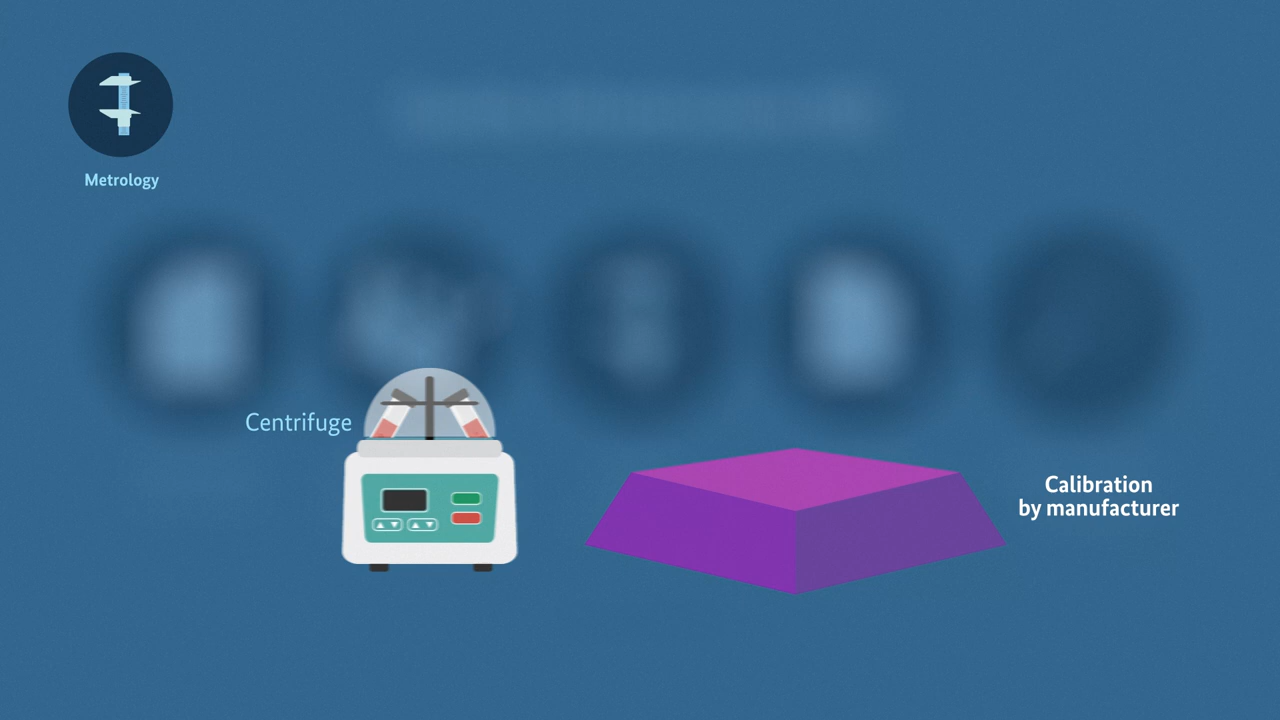 Metrology
Centrifuge
Calibration
by manufacturer